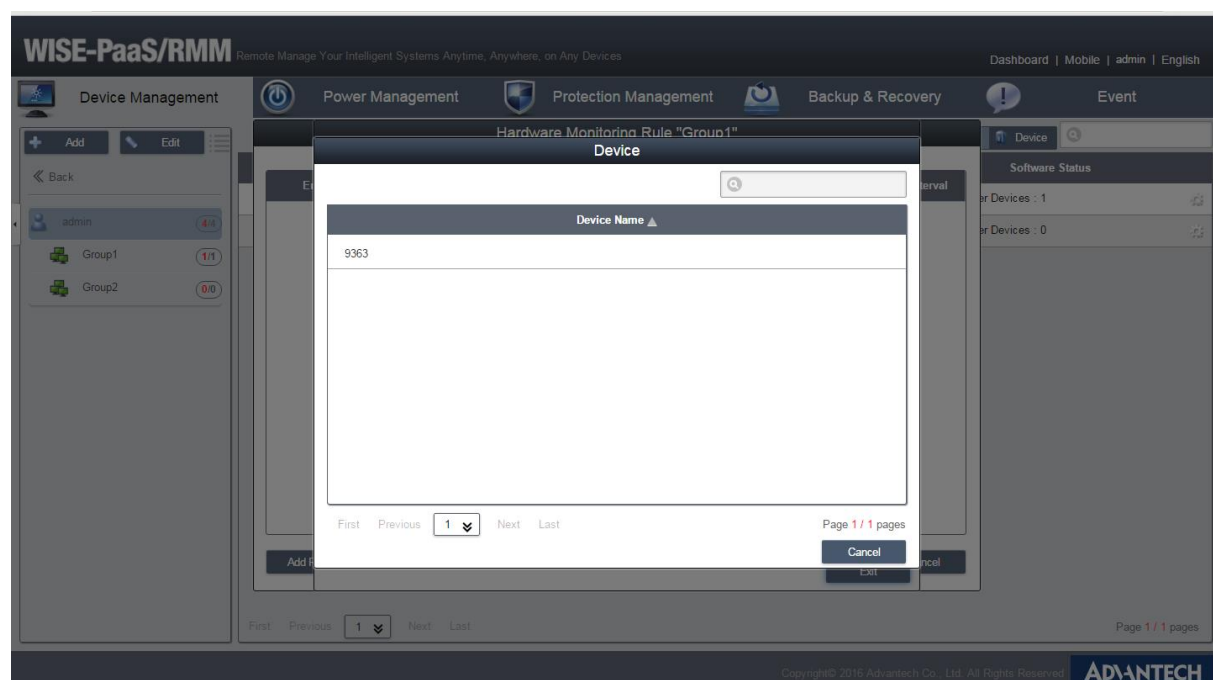 WISE-PaaS/RMM Remote Manage Your Intelligent Systems Anytime, Anywhere, on Any Devices
Dashboard | Mobile | admin | English
Device Management Power Management Protection Management Backup & Recovery Event
Add Edit
Hardware Monitoring Rule "Group1"
Device
Device
Software Status
Back
Device Name
admin (4/4)
Group1 (1/1)
Group2 (0/0)
er Devices : 1
er Devices : 0
erval
9363
First Previous 1 Next Last
Page 1 / 1 pages
Cancel
Add
Exit
ncel
First Previous 1 Next Last
Page 1 / 1 pages
Copyright© 2016 Advantech Co., Ltd. All Rights Reserved.
ADVANTECH